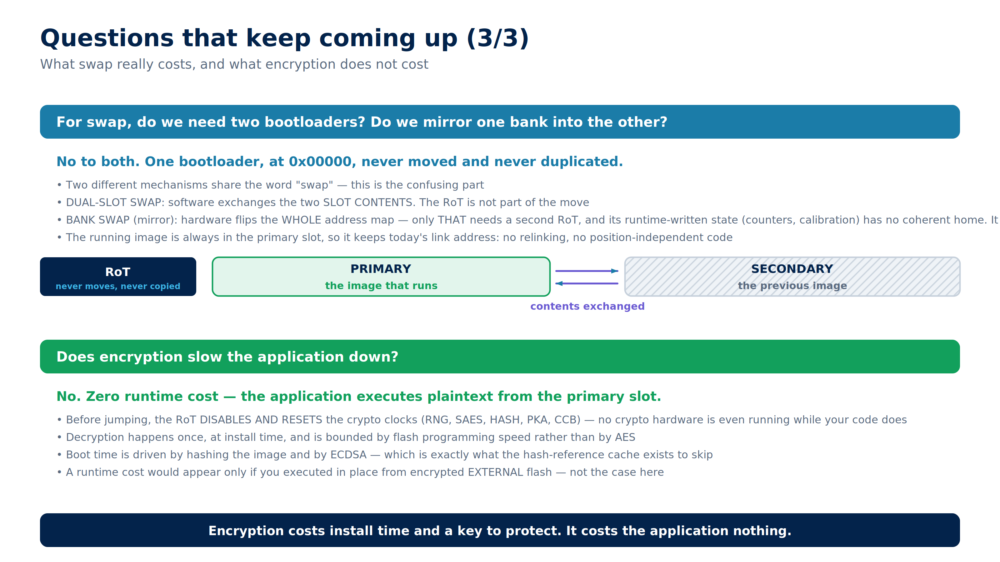 Questions that keep coming up (3/3)
What swap really costs, and what encryption does not cost
For swap, do we need two bootloaders? Do we mirror one bank into the other?
No to both. One bootloader, at 0x00000, never moved and never duplicated.
• Two different mechanisms share the word "swap" — this is the confusing part
• DUAL-SLOT SWAP: software exchanges the two SLOT CONTENTS. The RoT is not part of the move
• BANK SWAP (mirror): hardware flips the WHOLE address map — only THAT needs a second RoT, and its runtime-written state (counters, calibration) has no coherent home. It
• The running image is always in the primary slot, so it keeps today's link address: no relinking, no position-independent code
RoT
never moves, never copied
PRIMARY
the image that runs
SECONDARY
the previous image
contents exchanged
Does encryption slow the application down?
No. Zero runtime cost — the application executes plaintext from the primary slot.
• Before jumping, the RoT DISABLES AND RESETS the crypto clocks (RNG, SAES, HASH, PKA, CCB) — no crypto hardware is even running while your code does
• Decryption happens once, at install time, and is bounded by flash programming speed rather than by AES
• Boot time is driven by hashing the image and by ECDSA — which is exactly what the hash-reference cache exists to skip
• A runtime cost would appear only if you executed in place from encrypted EXTERNAL flash — not the case here
Encryption costs install time and a key to protect. It costs the application nothing.